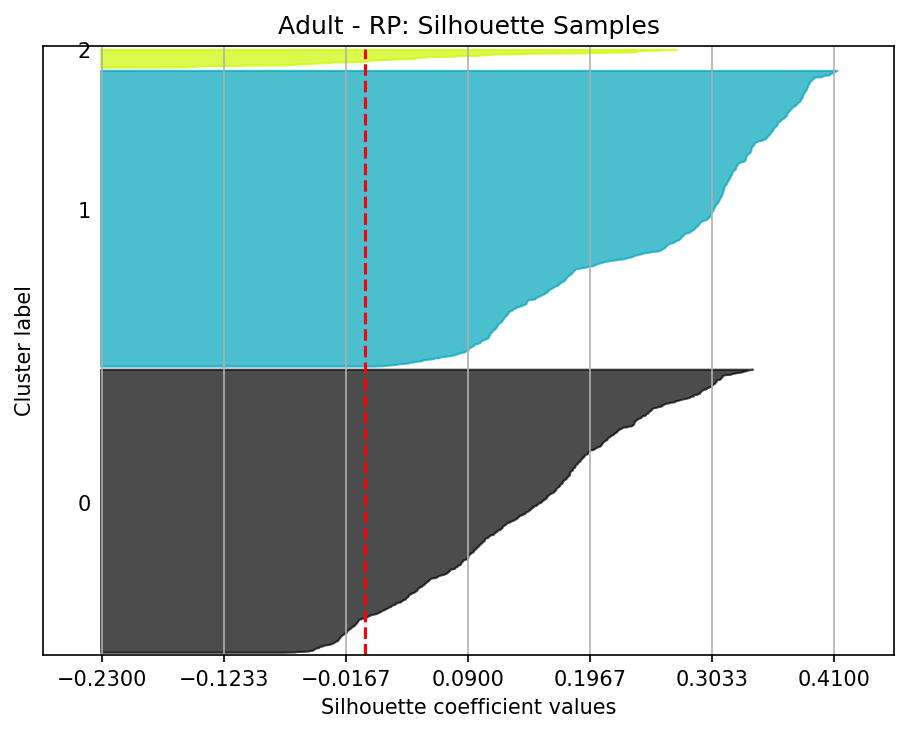 Adult - RP: Silhouette Samples
2
1
0
Cluster label
−0.2300 −0.1233 −0.0167 0.0900 0.1967 0.3033 0.4100
Silhouette coefficient values